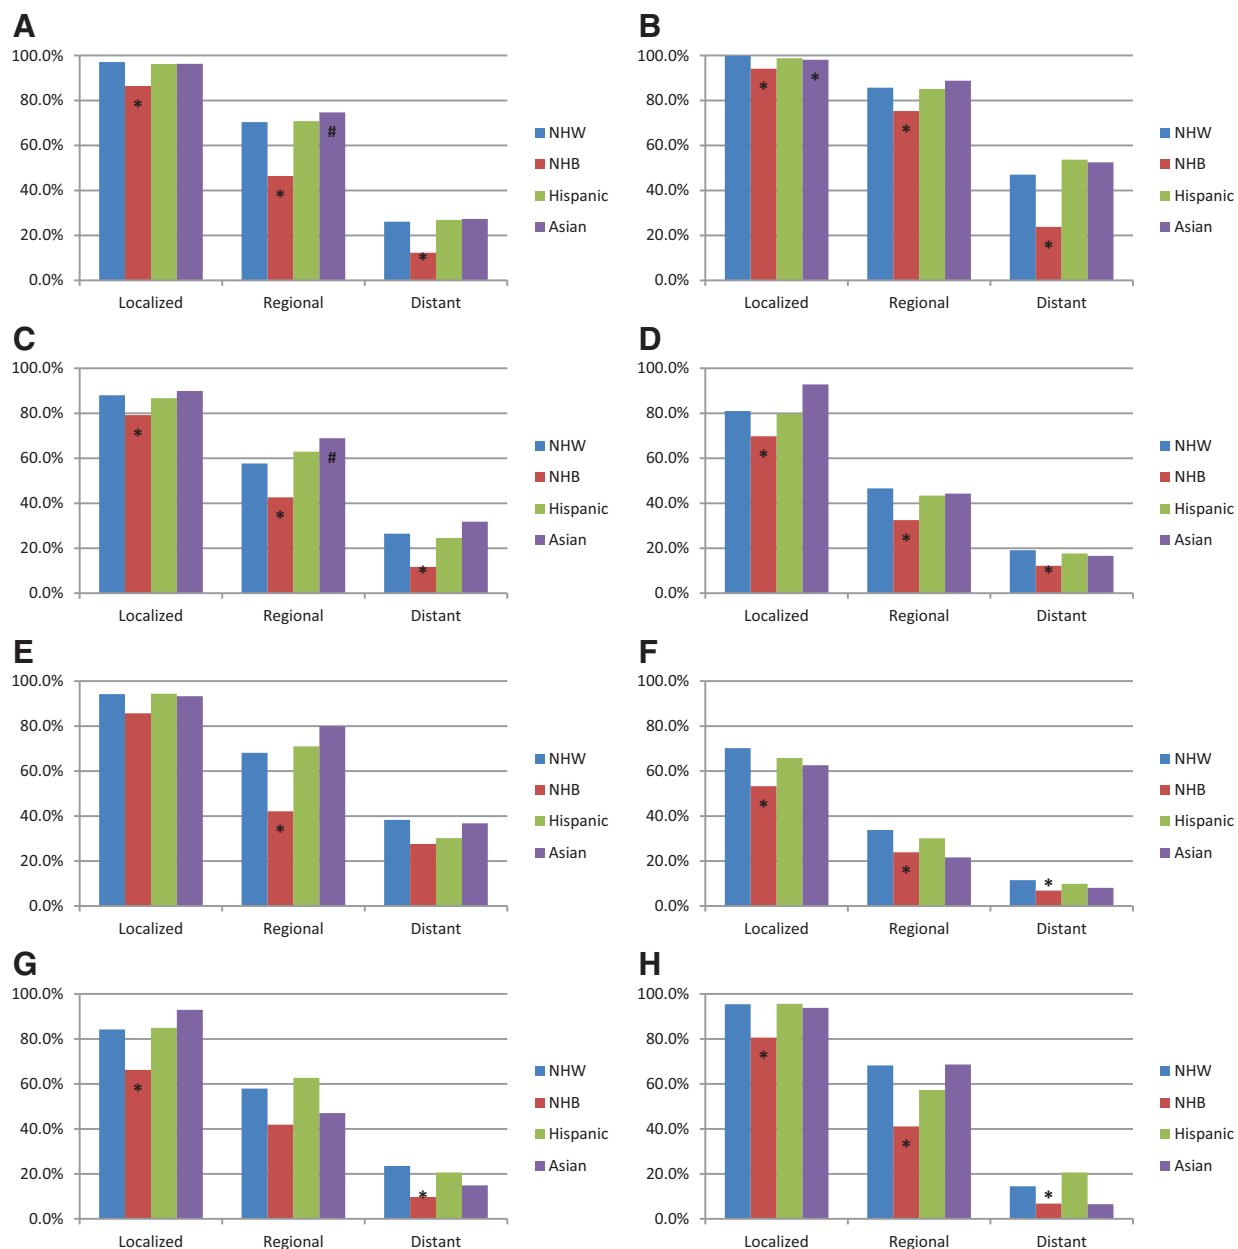 A
100.0%
80.0%
60.0%
40.0%
20.0%
0.0%
*
*
#
*
Localized Regional Distant
NHW
NHB
Hispanic
Asian
B
100.0%
80.0%
60.0%
40.0%
20.0%
0.0%
* *
*
*
Localized Regional Distant
NHW
NHB
Hispanic
Asian
C
100.0%
80.0%
60.0%
40.0%
20.0%
0.0%
*
*
#
*
Localized Regional Distant
NHW
NHB
Hispanic
Asian
D
100.0%
80.0%
60.0%
40.0%
20.0%
0.0%
*
*
*
Localized Regional Distant
NHW
NHB
Hispanic
Asian
E
100.0%
80.0%
60.0%
40.0%
20.0%
0.0%
*
Localized Regional Distant
NHW
NHB
Hispanic
Asian
F
100.0%
80.0%
60.0%
40.0%
20.0%
0.0%
*
*
*
Localized Regional Distant
NHW
NHB
Hispanic
Asian
G
100.0%
80.0%
60.0%
40.0%
20.0%
0.0%
*
*
Localized Regional Distant
NHW
NHB
Hispanic
Asian
H
100.0%
80.0%
60.0%
40.0%
20.0%
0.0%
*
*
*
Localized Regional Distant
NHW
NHB
Hispanic
Asian